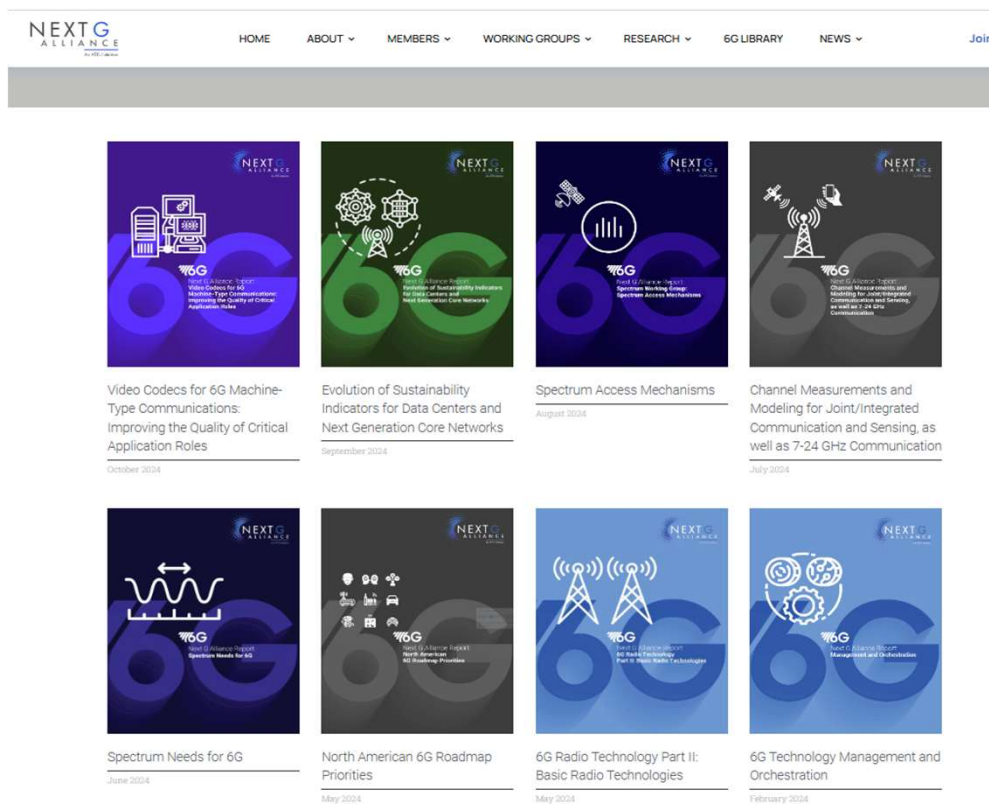 NEXT G
ALLIANCE
HOME
ABOUT
MEMBERS
WORKING GROUPS
RESEARCH
6G LIBRARY
NEWS
Join
NEXT G
ALLIANCE
6G
6G
Next G Alliance Report
Video Codecs for 6G
Machine-Type Communications:
Improving the Quality of Critical
Application Roles
NEXT G
ALLIANCE
6G
6G
Next G Alliance Report
Evolution of Sustainability Indicators
for Data Centers and
Next Generation Core Networks
NEXT G
ALLIANCE
6G
6G
Next G Alliance Report
Spectrum Working Group:
Spectrum Access Mechanisms
NEXT G
ALLIANCE
6G
6G
Next G Alliance Report
Channel Measurements and
Modeling for Joint/Integrated
Communication and Sensing,
as well as 7-24 GHz
Communication
Video Codecs for 6G Machine-
Type Communications:
Improving the Quality of Critical
Application Roles
October 2024
Evolution of Sustainability
Indicators for Data Centers and
Next Generation Core Networks
September 2024
Spectrum Access Mechanisms
August 2024
Channel Measurements and
Modeling for Joint/Integrated
Communication and Sensing, as
well as 7-24 GHz Communication
July 2024
NEXT G
ALLIANCE
6G
6G
Next G Alliance Report
Spectrum Needs for 6G
NEXT G
ALLIANCE
6G
6G
Next G Alliance Report
North American
6G Roadmap Priorities
NEXT G
ALLIANCE
6G
6G
Next G Alliance Report
6G Radio Technology
Part II: Basic Radio Technologies
NEXT G
ALLIANCE
6G
6G
Next G Alliance Report
Management and Orchestration
Spectrum Needs for 6G
June 2024
North American 6G Roadmap
Priorities
May 2024
6G Radio Technology Part II:
Basic Radio Technologies
May 2024
6G Technology Management and
Orchestration
February 2024